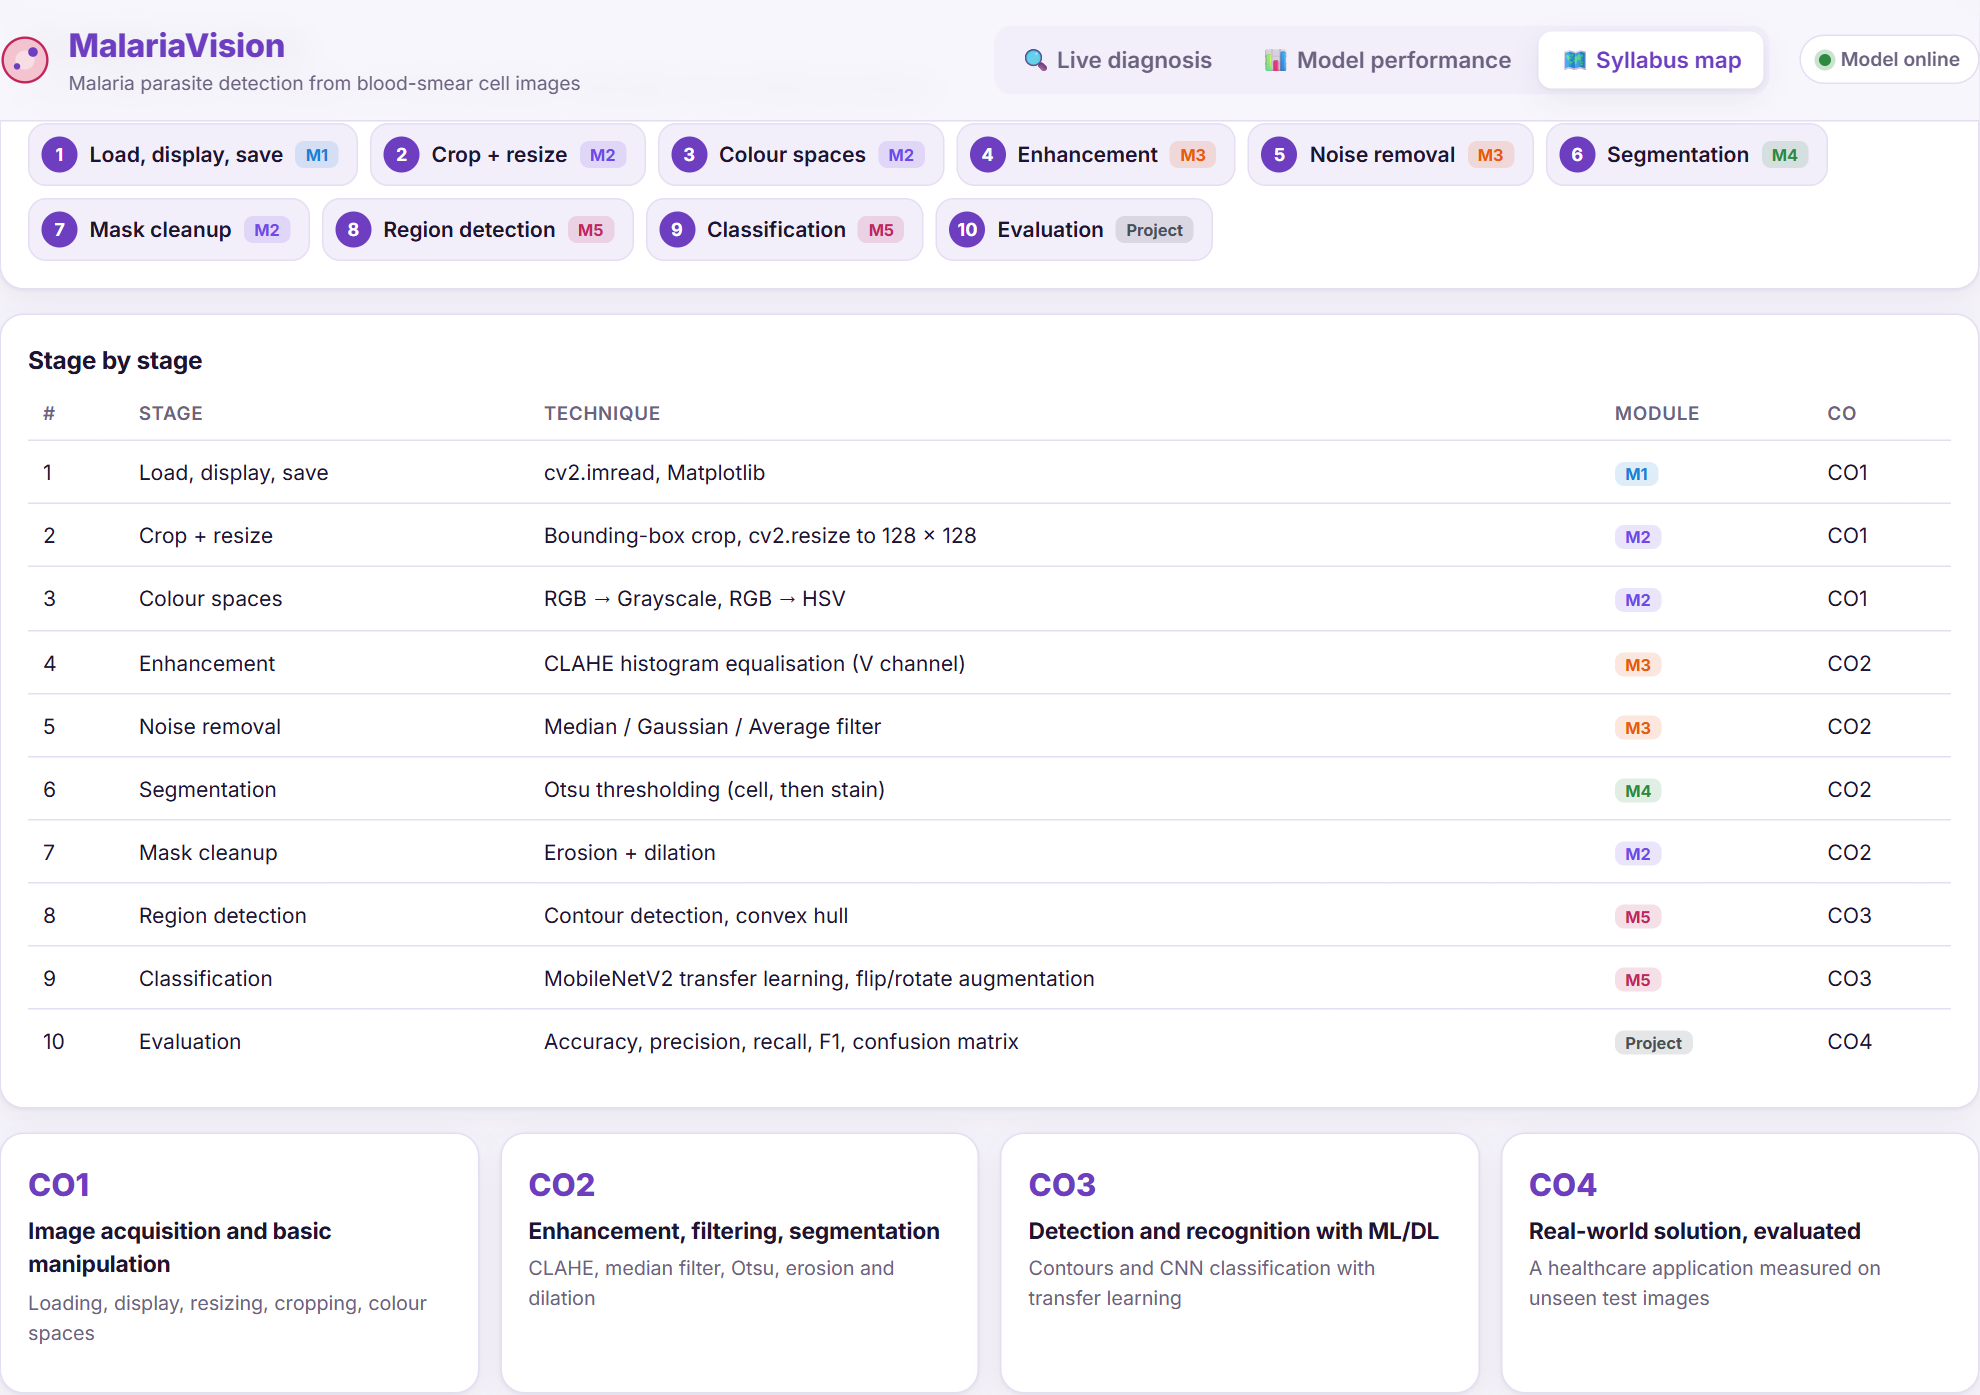 MalariaVision
Malaria parasite detection from blood-smear cell images
Live diagnosis
Model performance
Syllabus map
Model online
1 Load, display, save M1
2 Crop + resize M2
3 Colour spaces M2
4 Enhancement M3
5 Noise removal M3
6 Segmentation M4
7 Mask cleanup M2
8 Region detection M5
9 Classification M5
10 Evaluation Project
Stage by stage
# STAGE TECHNIQUE MODULE CO
1 Load, display, save cv2.imread, Matplotlib M1 CO1
2 Crop + resize Bounding-box crop, cv2.resize to 128 × 128 M2 CO1
3 Colour spaces RGB → Grayscale, RGB → HSV M2 CO1
4 Enhancement CLAHE histogram equalisation (V channel) M3 CO2
5 Noise removal Median / Gaussian / Average filter M3 CO2
6 Segmentation Otsu thresholding (cell, then stain) M4 CO2
7 Mask cleanup Erosion + dilation M2 CO2
8 Region detection Contour detection, convex hull M5 CO3
9 Classification MobileNetV2 transfer learning, flip/rotate augmentation M5 CO3
10 Evaluation Accuracy, precision, recall, F1, confusion matrix Project CO4
CO1
Image acquisition and basic
manipulation
Loading, display, resizing, cropping, colour
spaces
CO2
Enhancement, filtering, segmentation
CLAHE, median filter, Otsu, erosion and
dilation
CO3
Detection and recognition with ML/DL
Contours and CNN classification with
transfer learning
CO4
Real-world solution, evaluated
A healthcare application measured on
unseen test images